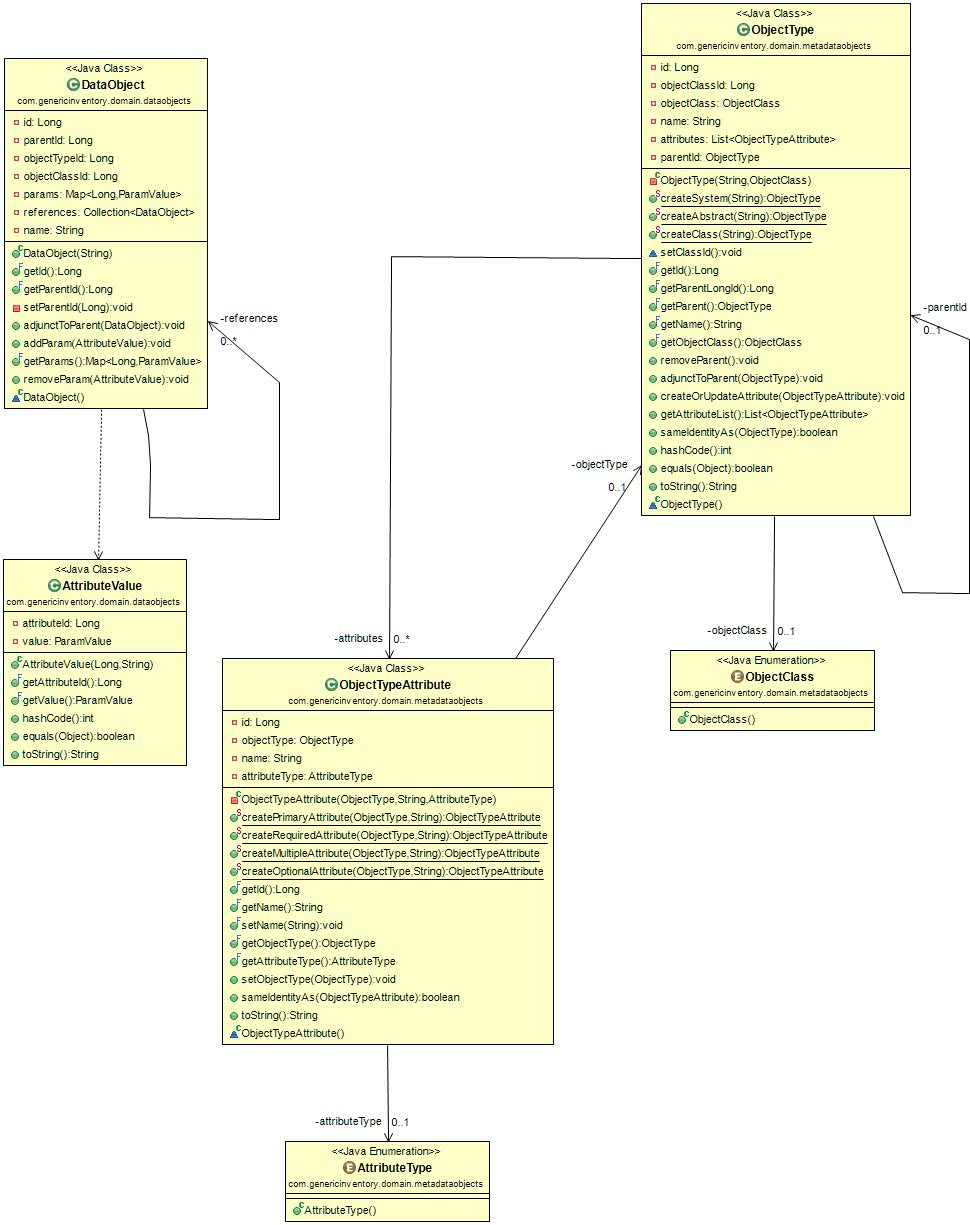 <<Java Class>>
DataObject
com.genericinventory.domain.dataobjects
id: Long
parentId: Long
objectTypeId: Long
objectClassId: Long
params: Map<Long,ParamValue>
references: Collection<DataObject>
name: String
DataObject(String)
getId():Long
getParentId():Long
setParentId(Long):void
adjunctToParent(DataObject):void
addParam(AttributeValue):void
getParams():Map<Long,ParamValue>
removeParam(AttributeValue):void
DataObject()
-references
0..*
<<Java Class>>
ObjectType
com.genericinventory.domain.metadataobjects
id: Long
objectClassId: Long
objectClass: ObjectClass
name: String
attributes: List<ObjectTypeAttribute>
parentId: ObjectType
ObjectType(String,ObjectClass)
createSystem(String):ObjectType
createAbstract(String):ObjectType
createClass(String):ObjectType
setClassId():void
getId():Long
getParentLongId():Long
getParent():ObjectType
getName():String
getObjectClass():ObjectClass
removeParent():void
adjunctToParent(ObjectType):void
createOrUpdateAttribute(ObjectTypeAttribute):void
getAttributeList():List<ObjectTypeAttribute>
sameIdentityAs(ObjectType):boolean
hashCode():int
equals(Object):boolean
toString():String
ObjectType()
-parentId
0..1
-objectType
0..1
<<Java Class>>
AttributeValue
com.genericinventory.domain.dataobjects
attributeId: Long
value: ParamValue
AttributeValue(Long,String)
getAttributeId():Long
getValue():ParamValue
hashCode():int
equals(Object):boolean
toString():String
-attributes 0..*
-objectClass 0..1
<<Java Enumeration>>
ObjectClass
com.genericinventory.domain.metadataobjects
ObjectClass()
<<Java Class>>
ObjectTypeAttribute
com.genericinventory.domain.metadataobjects
id: Long
objectType: ObjectType
name: String
attributeType: AttributeType
ObjectTypeAttribute(ObjectType,String,AttributeType)
createPrimaryAttribute(ObjectType,String):ObjectTypeAttribute
createRequiredAttribute(ObjectType,String):ObjectTypeAttribute
createMultipleAttribute(ObjectType,String):ObjectTypeAttribute
createOptionalAttribute(ObjectType,String):ObjectTypeAttribute
getId():Long
getName():String
setName(String):void
getObjectType():ObjectType
getAttributeType():AttributeType
setObjectType(ObjectType):void
sameIdentityAs(ObjectTypeAttribute):boolean
toString():String
ObjectTypeAttribute()
-attributeType 0..1
<<Java Enumeration>>
AttributeType
com.genericinventory.domain.metadataobjects
AttributeType()